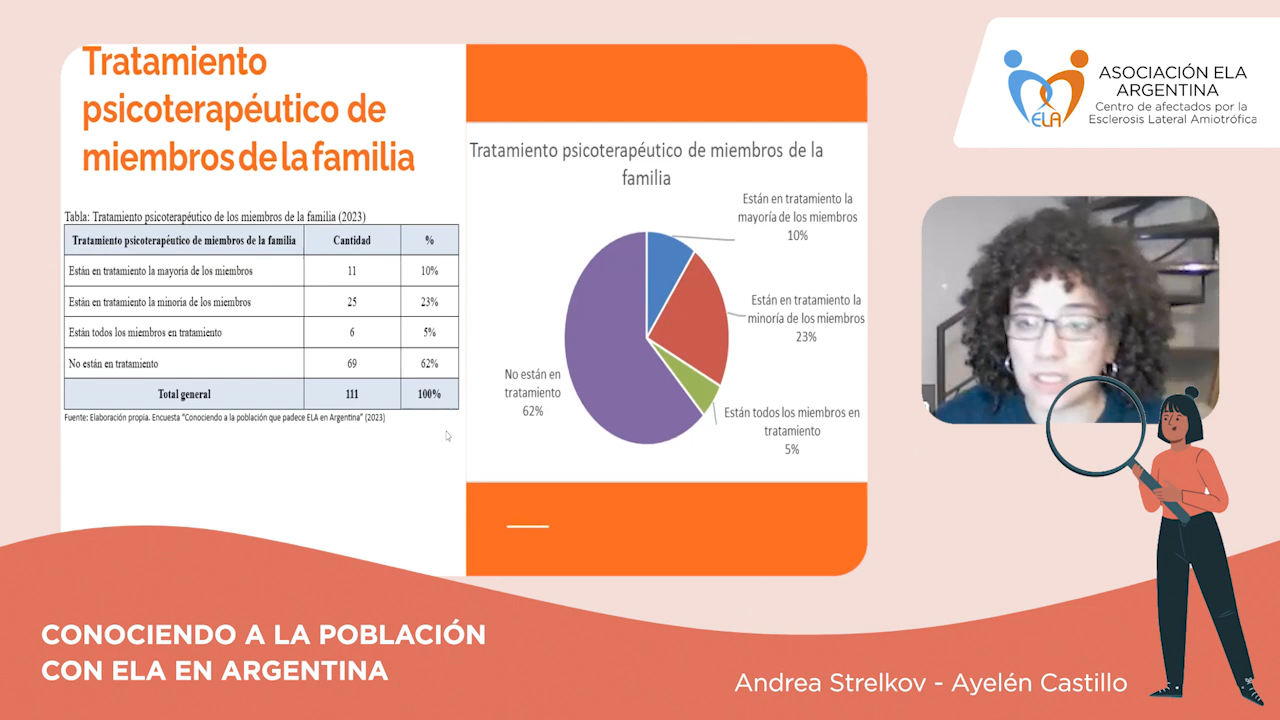 Tratamiento
psicoterapéutico de
miembros de la familia
Tabla: Tratamiento psicoterapéutico de los miembros de la familia (2023)
Tratamiento psicoterapéutico de miembros de la familia Cantidad %
Están en tratamiento la mayoría de los miembros 11 10%
Están en tratamiento la minoría de los miembros 25 23%
Están todos los miembros en tratamiento 6 5%
No están en tratamiento 69 62%
Total general 111 100%
Fuente: Elaboración propia. Encuesta "Conociendo a la población que padece ELA en Argentina" (2023)
Tratamiento psicoterapéutico de miembros de la
familia
Están en tratamiento la
mayoría de los miembros
10%
Están en tratamiento la
minoría de los miembros
23%
No están en
tratamiento
62%
Están todos los miembros en
tratamiento
5%
ELA
ASOCIACIÓN ELA
ARGENTINA
Centro de afectados por la
Esclerosis Lateral Amiotrófica
CONOCIENDO A LA POBLACIÓN
CON ELA EN ARGENTINA
Andrea Strelkov - Ayelén Castillo